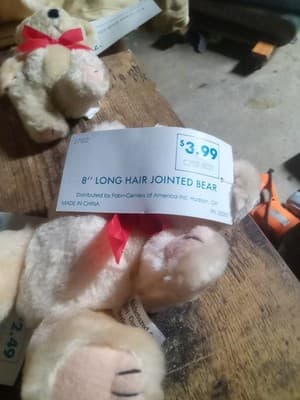 $3.99
8" LONG HAIR JOINTED BEAR
Distributed by Fabri-Centers of America Inc. Hudson, OH
MADE IN CHINA
2.49